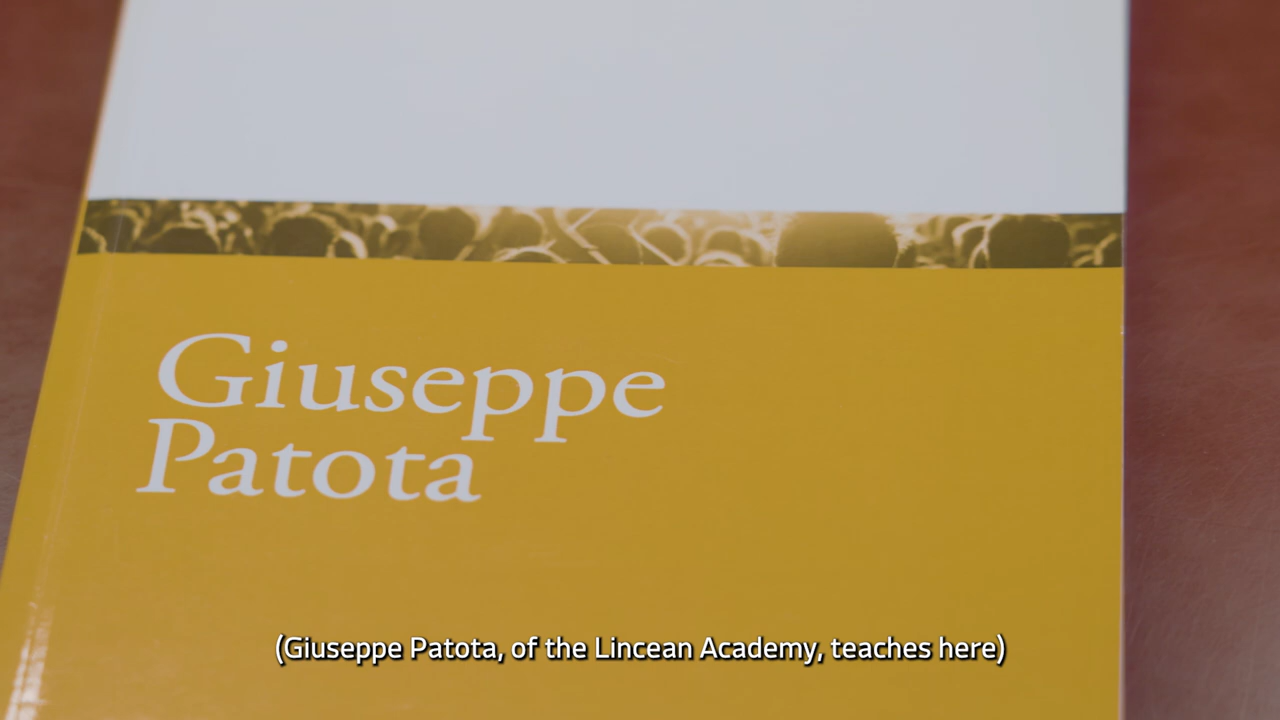 Giuseppe
Patota
(Giuseppe Patota, of the Lincean Academy, teaches here)